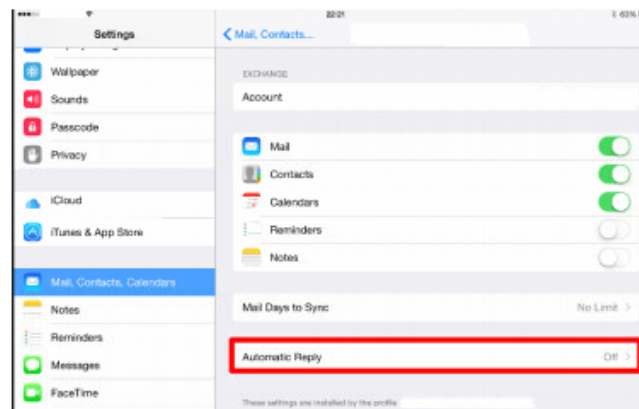 22:21
63%
Settings
Mail, Contacts...
Wallpaper
Sounds
Passcode
Privacy
iCloud
iTunes & App Store
Mail, Contacts, Calendars
Notes
Reminders
Messages
FaceTime
EXCHANGE
Account
Mail
Contacts
Calendars
Reminders
Notes
Mail Days to Sync
No Limit >
Automatic Reply
Off >
These settings are installed by the profile